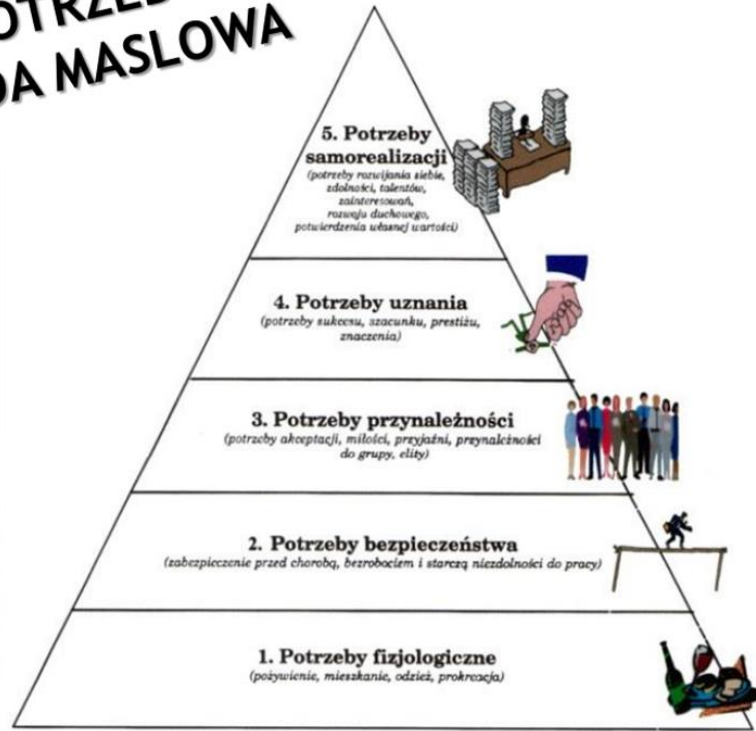 DA MASLOWA
5. Potrzeby
samorealizacji
(potrzeby rozwijania siebie,
zdolności, talentów,
zainteresowań,
rozwoju duchowego,
potwierdzenia własnej wartości)
4. Potrzeby uznania
(potrzeby sukcesu, szacunku, prestiżu,
znaczenia)
3. Potrzeby przynależności
(potrzeby akceptacji, miłości, przyjaźni, przynależności
do grupy, elity)
2. Potrzeby bezpieczeństwa
(zabezpieczenie przed chorobą, bezrobociem i starczą niezdolności do pracy)
1. Potrzeby fizjologiczne
(pożywienie, mieszkanie, odzież, prokreacja)